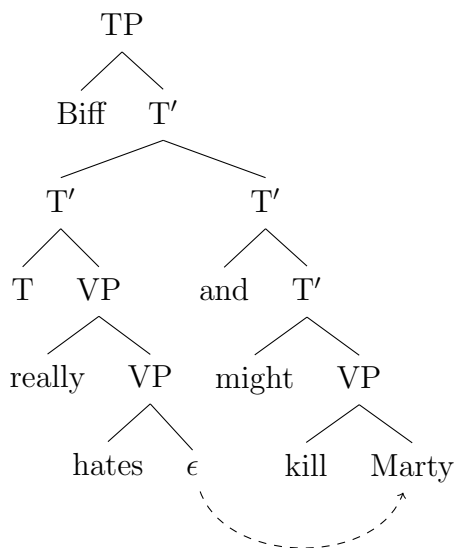 TP
Biff T′
T′ T′
T VP and T′
really VP might VP
hates ϵ kill Marty